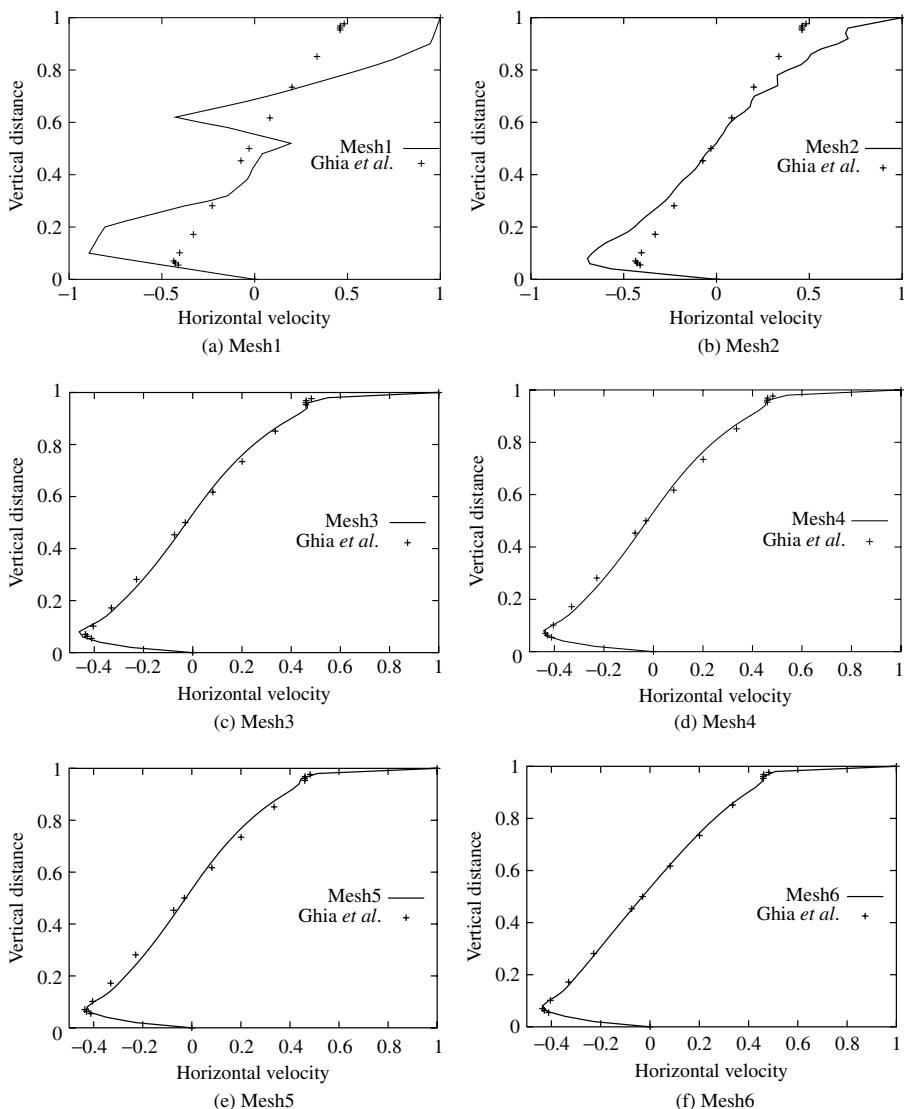 1
0.8
0.6
0.4
0.2
0
Vertical distance
Mesh1
Ghia et al.
−1 −0.5 0 0.5 1
Horizontal velocity
(a) Mesh1
1
0.8
0.6
0.4
0.2
0
Vertical distance
Mesh2
Ghia et al.
−1 −0.5 0 0.5 1
Horizontal velocity
(b) Mesh2
1
0.8
0.6
0.4
0.2
0
Vertical distance
Mesh3
Ghia et al.
−0.4 −0.2 0 0.2 0.4 0.6 0.8 1
Horizontal velocity
(c) Mesh3
1
0.8
0.6
0.4
0.2
0
Vertical distance
Mesh4
Ghia et al.
−0.4 −0.2 0 0.2 0.4 0.6 0.8 1
Horizontal velocity
(d) Mesh4
1
0.8
0.6
0.4
0.2
0
Vertical distance
Mesh5
Ghia et al.
−0.4 −0.2 0 0.2 0.4 0.6 0.8 1
Horizontal velocity
(e) Mesh5
1
0.8
0.6
0.4
0.2
0
Vertical distance
Mesh6
Ghia et al.
−0.4 −0.2 0 0.2 0.4 0.6 0.8 1
Horizontal velocity
(f) Mesh6